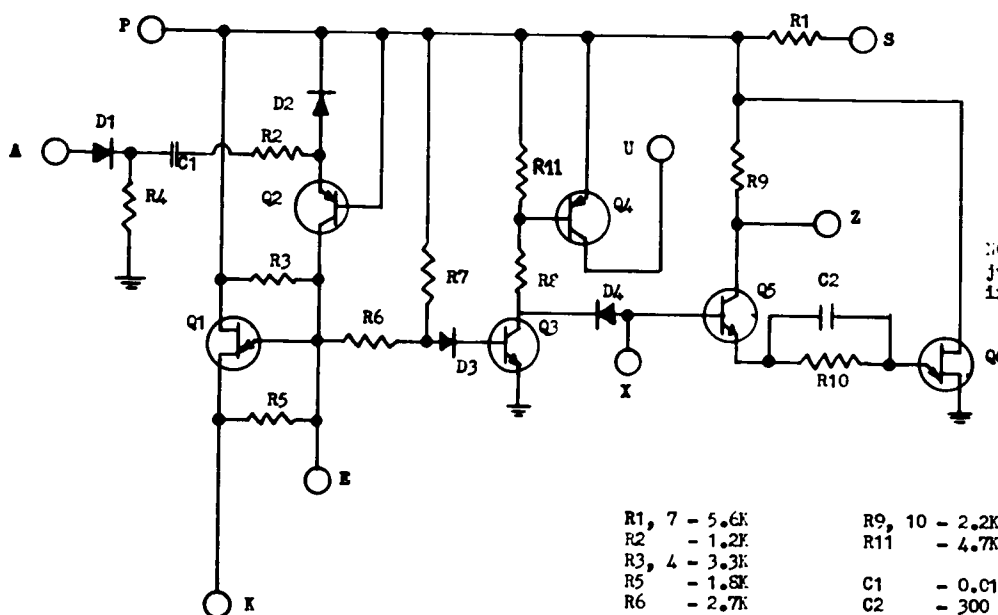 P
R1
S
D2
D1
A
C1
R2
R11
U
R4
Q2
Q4
R9
R7
Z
R3
R8
D4
Q5
C2
Q1
R6
Q3
D3
X
R10
R5
E
K
R1, 7 - 5.6K
R2 - 1.2K
R3, 4 - 3.3K
R5 - 1.8K
R6 - 2.7K
R9, 10 - 2.2K
R11 - 4.7K
C1 - 0.01
C2 - 300